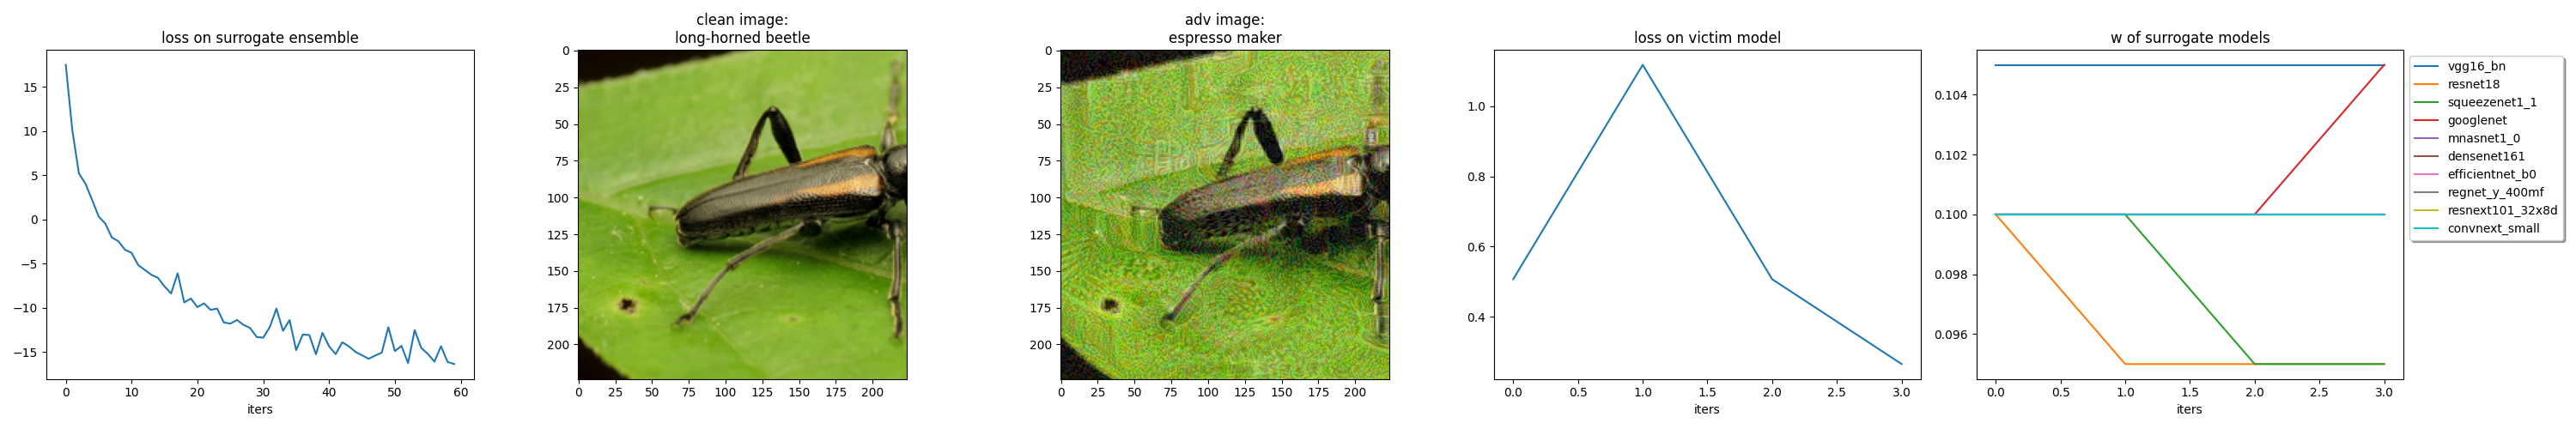 loss on surrogate ensemble
15
10
5
0
−5
−10
−15
0 10 20 30 40 50 60
iters
clean image:
long-horned beetle
0
25
50
75
100
125
150
175
200
0 25 50 75 100 125 150 175 200
adv image:
espresso maker
0
25
50
75
100
125
150
175
200
0 25 50 75 100 125 150 175 200
loss on victim model
1.0
0.8
0.6
0.4
0.0 0.5 1.0 1.5 2.0 2.5 3.0
iters
w of surrogate models
0.104
0.102
0.100
0.098
0.096
0.0 0.5 1.0 1.5 2.0 2.5 3.0
iters
vgg16_bn
resnet18
squeezenet1_1
googlenet
mnasnet1_0
densenet161
efficientnet_b0
regnet_y_400mf
resnext101_32x8d
convnext_small